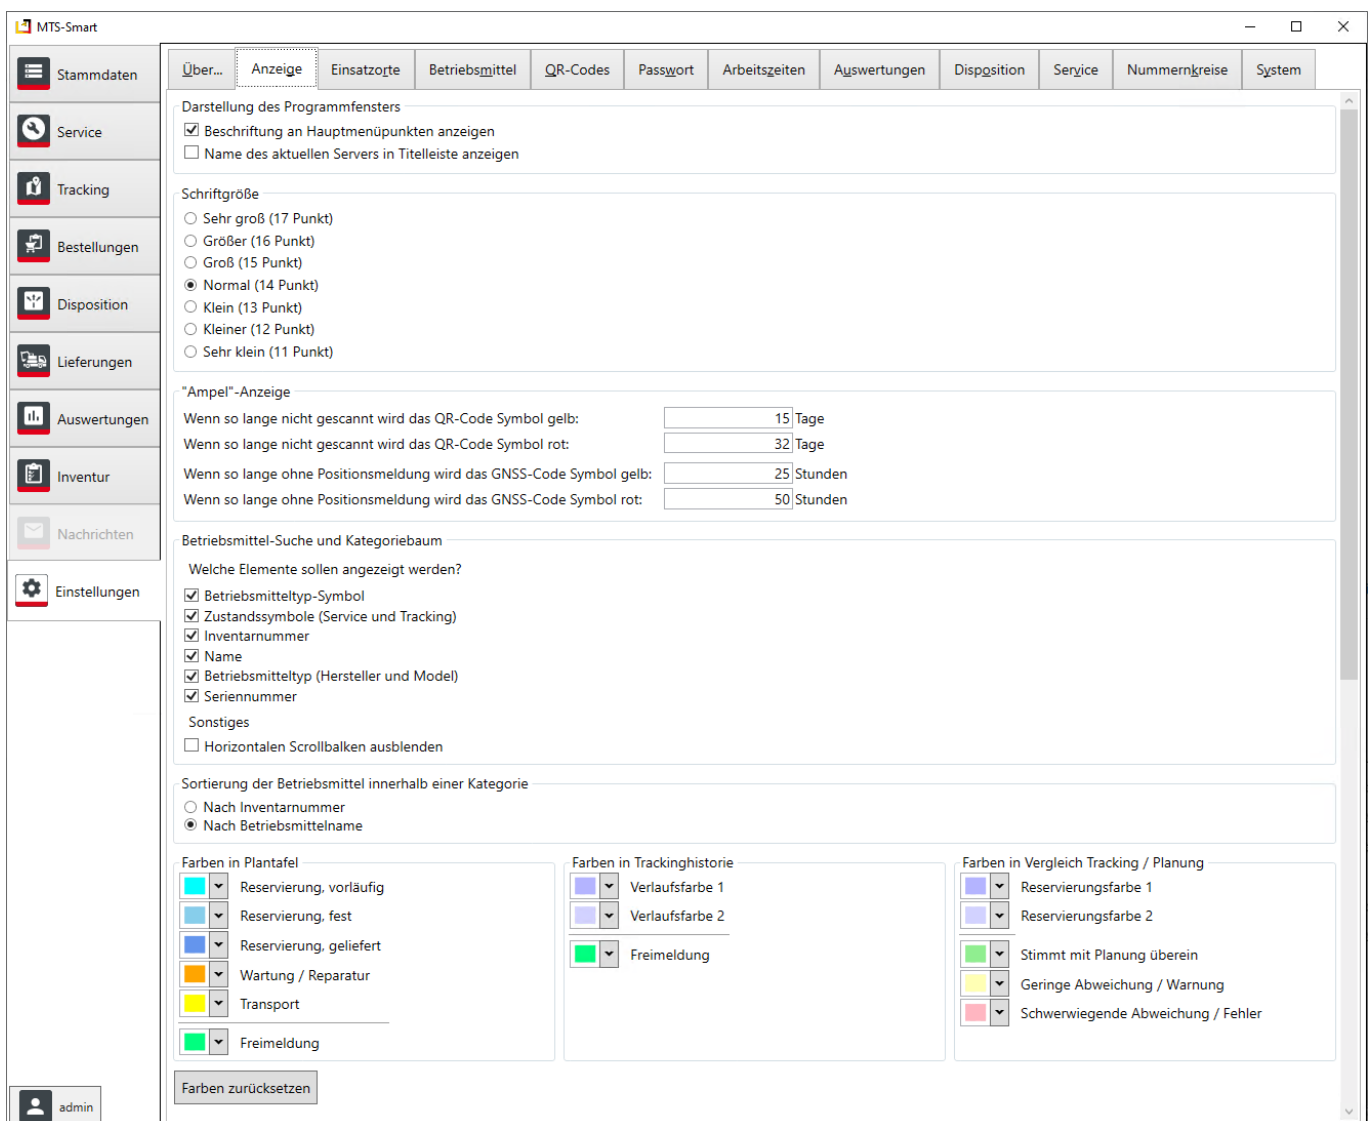 MTS-Smart
Stammdaten
Service
Tracking
Bestellungen
Disposition
Lieferungen
Auswertungen
Inventur
Nachrichten
Einstellungen
admin
Über... Anzeige Einsatzorte Betriebsmittel QR-Codes Passwort Arbeitszeiten Auswertungen Disposition Service Nummernkreise System
Darstellung des Programmfensters
Beschriftung an Hauptmenüpunkten anzeigen
Name des aktuellen Servers in Titelleiste anzeigen
Schriftgröße
Sehr groß (17 Punkt)
Größer (16 Punkt)
Groß (15 Punkt)
Normal (14 Punkt)
Klein (13 Punkt)
Kleiner (12 Punkt)
Sehr klein (11 Punkt)
"Ampel"-Anzeige
Wenn so lange nicht gescannt wird das QR-Code Symbol gelb: 15 Tage
Wenn so lange nicht gescannt wird das QR-Code Symbol rot: 32 Tage
Wenn so lange ohne Positionsmeldung wird das GNSS-Code Symbol gelb: 25 Stunden
Wenn so lange ohne Positionsmeldung wird das GNSS-Code Symbol rot: 50 Stunden
Betriebsmittel-Suche und Kategoriebaum
Welche Elemente sollen angezeigt werden?
Betriebsmitteltyp-Symbol
Zustandssymbole (Service und Tracking)
Inventarnummer
Name
Betriebsmitteltyp (Hersteller und Model)
Seriennummer
Sonstiges
Horizontalen Scrollbalken ausblenden
Sortierung der Betriebsmittel innerhalb einer Kategorie
Nach Inventarnummer
Nach Betriebsmittelname
Farben in Plantafel
Reservierung, vorläufig
Reservierung, fest
Reservierung, geliefert
Wartung / Reparatur
Transport
Freimeldung
Farben in Trackinghistorie
Verlaufsfarbe 1
Verlaufsfarbe 2
Freimeldung
Farben in Vergleich Tracking / Planung
Reservierungsfarbe 1
Reservierungsfarbe 2
Stimmt mit Planung überein
Geringe Abweichung / Warnung
Schwerwiegende Abweichung / Fehler
Farben zurücksetzen